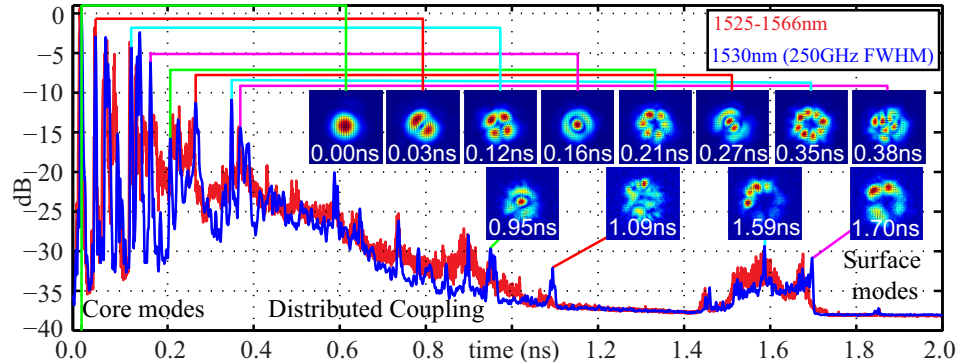 0
−5
−10
−15
−20
−25
−30
−35
−40
dB
1525-1566nm
1530nm (250GHz FWHM)
0.00ns 0.03ns 0.12ns 0.16ns 0.21ns 0.27ns 0.35ns 0.38ns
0.95ns 1.09ns 1.59ns 1.70ns
Core modes
Distributed Coupling
Surface
modes
0.0 0.2 0.4 0.6 0.8 1.0 1.2 1.4 1.6 1.8 2.0
time (ns)